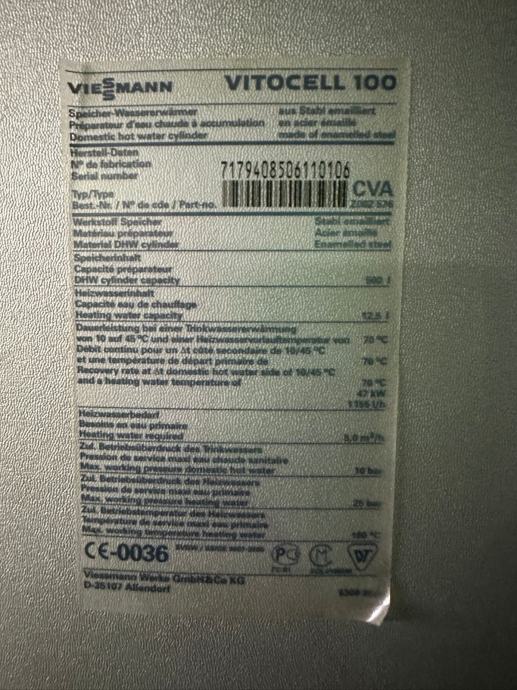 VIESMANN VITOCELL 100
Speicher-Wassererwärmer aus Stahl emailliert
Préparateur d'eau chaude à accumulation en acier émaillé
Domestic hot water cylinder made of enamelled steel
Herstell-Daten
N° de fabrication
Serial number
7179408506110106
Typ/Type CVA
Best.-Nr. / N° de cde / Part-no. Z002 576
Werkstoff Speicher Stahl emailliert
Matériau préparateur Acier émaillé
Material DHW cylinder Enamelled steel
Speicherinhalt
Capacité préparateur
DHW cylinder capacity 500 l
Heizwasserinhalt
Capacité eau de chauffage
Heating water capacity 12,5 l
Dauerleistung bei einer Trinkwassererwärmung
von 10 auf 45 °C und einer Heizwasservorlauftemperatur von 70 °C
Débit continu pour un Δt côté secondaire de 10/45 °C
et une température de départ primaire de 70 °C
Recovery rate at Δt domestic hot water side of 10/45 °C
and a heating water temperature of 70 °C
47 kW
1155 l/h
Heizwasserbedarf
Besoins en eau primaire
Heating water required 5,0 m³/h
Zul. Betriebsüberdruck des Trinkwassers
Pression de service maxi eau chaude sanitaire
Max. working pressure domestic hot water 10 bar
Zul. Betriebsüberdruck des Heizwassers
Pression de service maxi eau primaire
Max. working pressure heating water 25 bar
Zul. Betriebstemperatur des Heizwassers
Température de service maxi eau primaire
Max. working temperature heating water 160 °C
CE-0036
Viessmann Werke GmbH&Co KG
D-35107 Allendorf